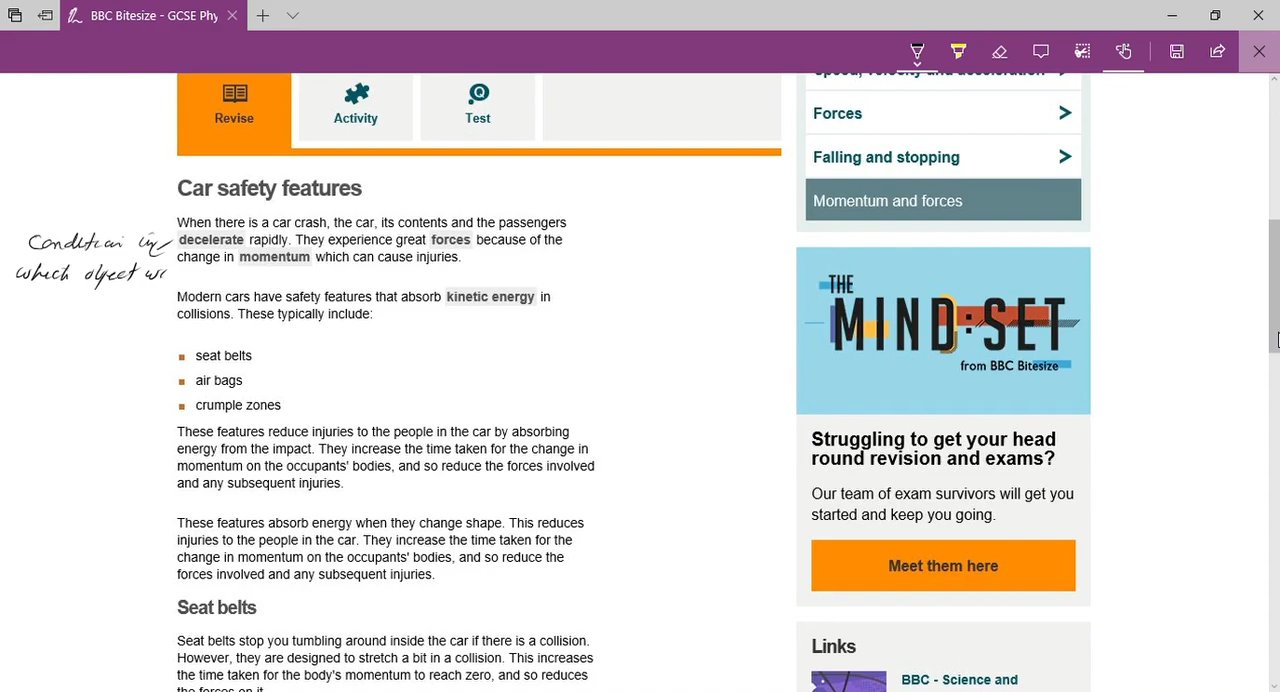 BBC Bitesize - GCSE Phy
Speed, velocity and acceleration
Revise
Activity
Test
Forces
Falling and stopping
Momentum and forces
Car safety features
When there is a car crash, the car, its contents and the passengers
decelerate rapidly. They experience great forces because of the
change in momentum which can cause injuries.
Condition in
which object
Modern cars have safety features that absorb kinetic energy in
collisions. These typically include:
seat belts
air bags
crumple zones
These features reduce injuries to the people in the car by absorbing
energy from the impact. They increase the time taken for the change in
momentum on the occupants' bodies, and so reduce the forces involved
and any subsequent injuries.
These features absorb energy when they change shape. This reduces
injuries to the people in the car. They increase the time taken for the
change in momentum on the occupants' bodies, and so reduce the
forces involved and any subsequent injuries.
Seat belts
Seat belts stop you tumbling around inside the car if there is a collision.
However, they are designed to stretch a bit in a collision. This increases
the time taken for the body's momentum to reach zero, and so reduces
the forces on it.
THE
MIND:SET
from BBC Bitesize
Struggling to get your head
round revision and exams?
Our team of exam survivors will get you
started and keep you going.
Meet them here
Links
BBC - Science and